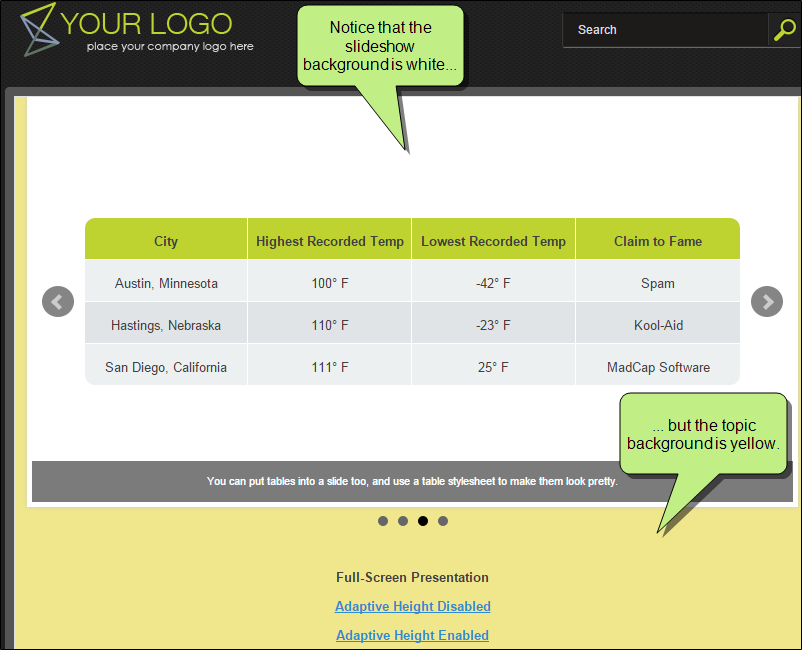 YOUR LOGO
place your company logo here
Notice that the
slideshow
background is white...
Search
City Highest Recorded Temp Lowest Recorded Temp Claim to Fame
Austin, Minnesota 100° F -42° F Spam
Hastings, Nebraska 110° F -23° F Kool-Aid
San Diego, California 111° F 25° F MadCap Software
... but the topic
background is yellow.
You can put tables into a slide too, and use a table stylesheet to make them look pretty.
Full-Screen Presentation
Adaptive Height Disabled
Adaptive Height Enabled